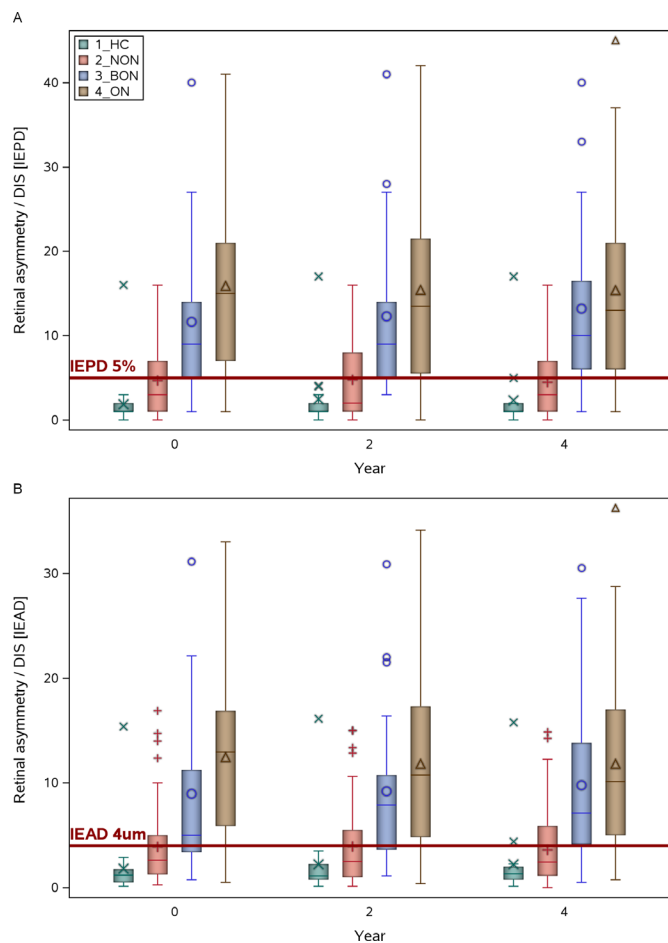 A
1_HC
2_NON
3_BON
4_ON
Retinal asymmetry / DIS [IEPD]
40
30
20
10
0
IEPD 5%
0 2 4
Year
B
Retinal asymmetry / DIS [IEAD]
30
20
10
0
IEAD 4um
0 2 4
Year